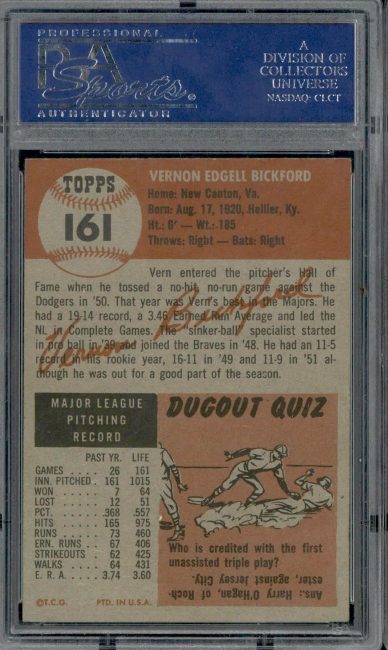 PROFESSIONAL
PSA
Sports
AUTHENTICATOR
A
DIVISION OF
COLLECTORS
UNIVERSE
NASDAQ: CLCT
TOPPS
161
VERNON EDGELL BICKFORD
Home: New Canton, Va.
Born: Aug. 17, 1920, Hellier, Ky.
Ht.: 6' — Wt.: 185
Throws: Right — Bats: Right
Vern entered the pitcher's Hall of
Fame when he tossed a no-hit, no-run game against the
Dodgers in '50. That year was Vern's best in the Majors. He
had a 19-14 record, a 3.46 Earned Run Average and led the
NL in Complete Games. The "sinker-ball" specialist started
in pro ball in '39 and joined the Braves in '48. He had an 11-5
record in his rookie year, 16-11 in '49 and 11-9 in '51 al-
though he was out for a good part of the season.
Vernon Bickford
MAJOR LEAGUE
PITCHING
RECORD
PAST YR. LIFE
GAMES . . . . 26 161
INN. PITCHED . 161 1015
WON . . . . . 7 64
LOST . . . . . 12 51
PCT. . . . . .368 .557
HITS . . . . 165 975
RUNS . . . . 73 460
ERN. RUNS . . 67 406
STRIKEOUTS . 62 425
WALKS . . . . 64 431
E. R. A. . . . 3.74 3.60
©T.C.G. PTD. IN U.S.A.
DUGOUT QUIZ
Who is credited with the first
unassisted triple play?
Ans.: Harry O'Hagan, of Roch-
ester, against Jersey City.